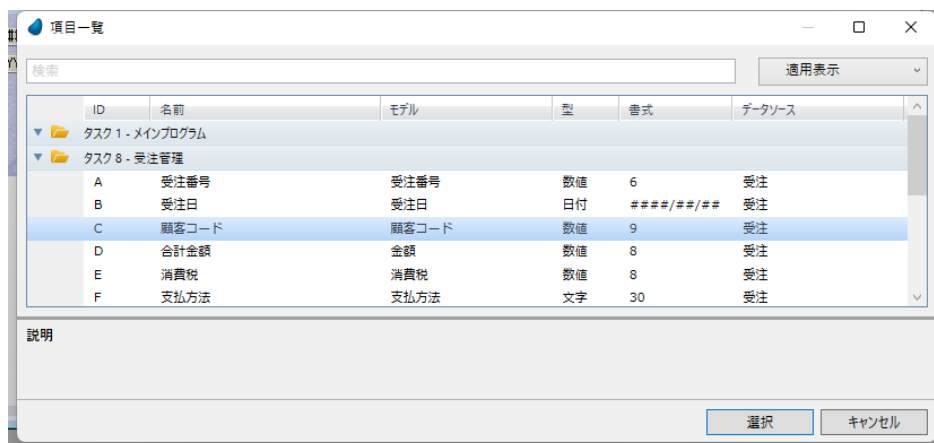 項目一覧
検索
適用表示
ID 名前 モデル 型 書式 データソース
タスク 1 - メインプログラム
タスク 8 - 受注管理
A 受注番号 受注番号 数値 6 受注
B 受注日 受注日 日付 ####/##/## 受注
C 顧客コード 顧客コード 数値 9 受注
D 合計金額 金額 数値 8 受注
E 消費税 消費税 数値 8 受注
F 支払方法 支払方法 文字 30 受注
説明
選択 キャンセル